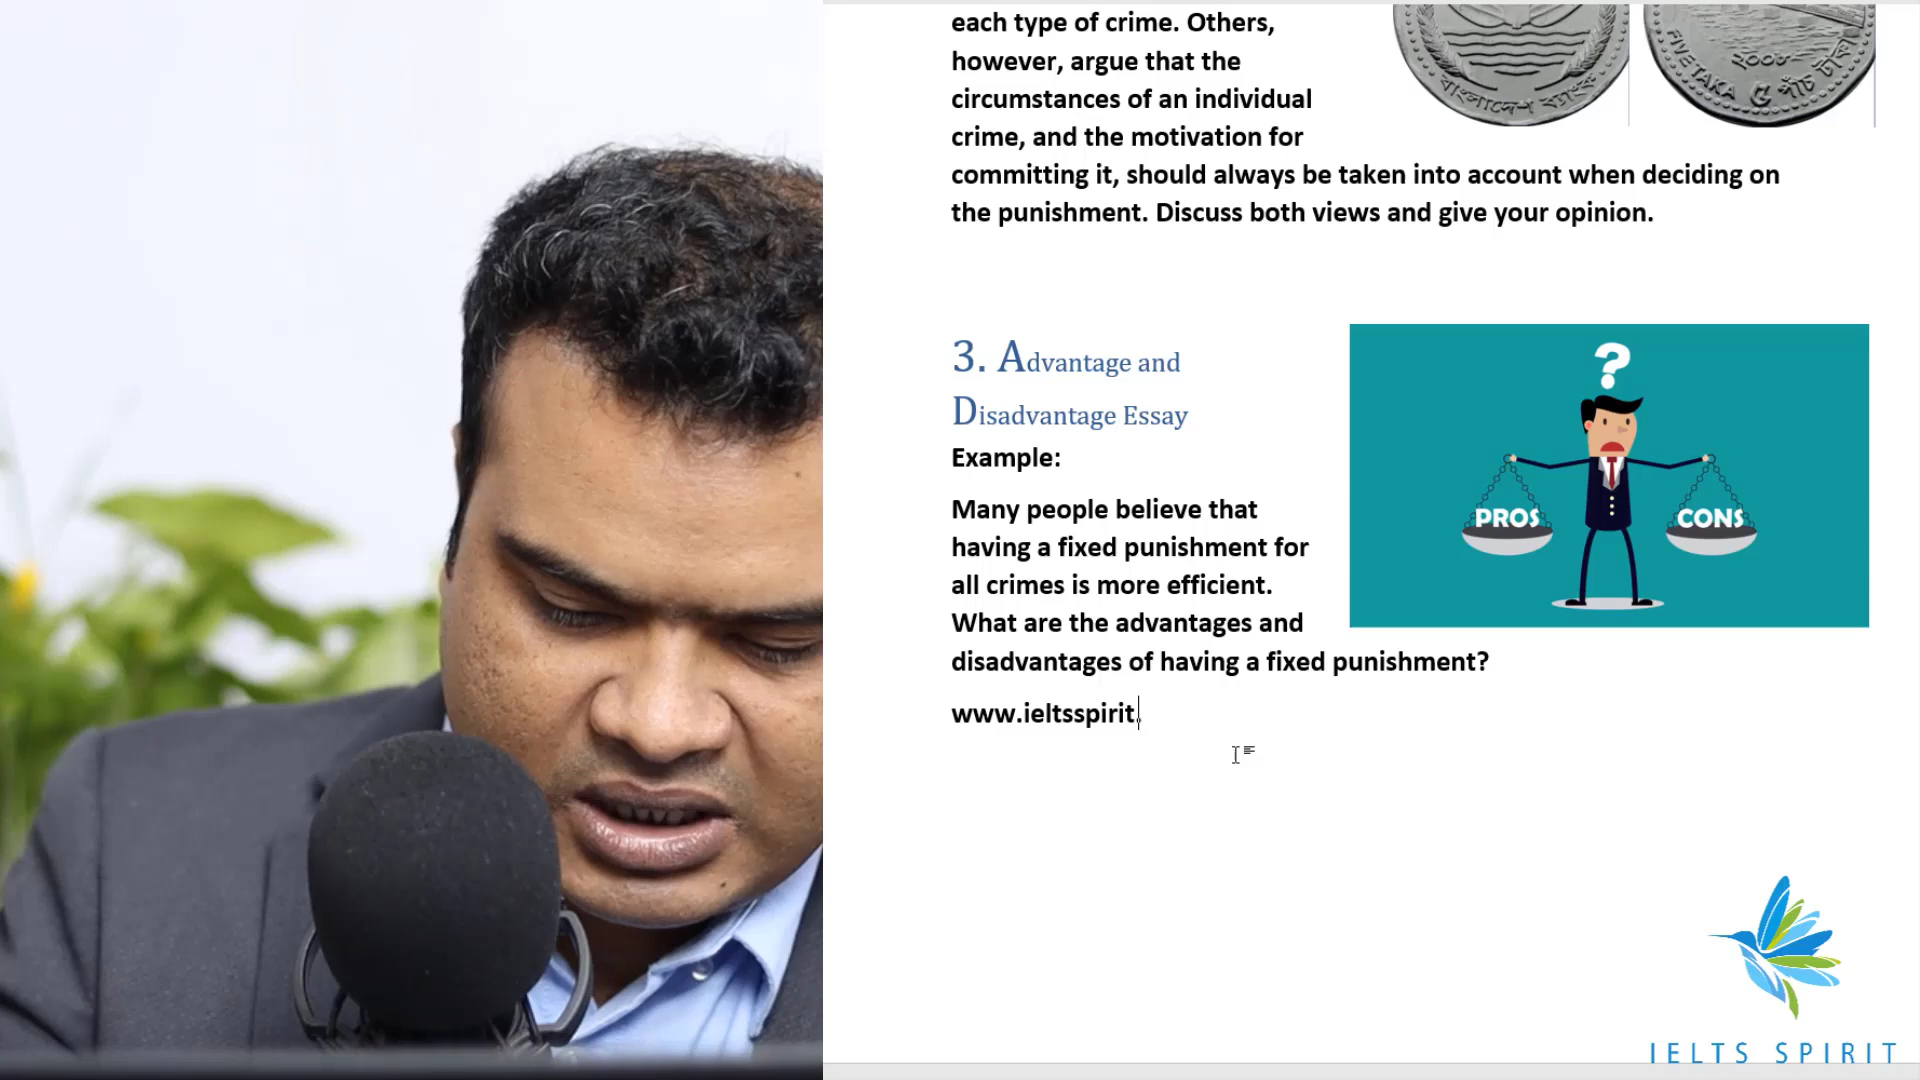 each type of crime. Others,
however, argue that the
circumstances of an individual
crime, and the motivation for
committing it, should always be taken into account when deciding on
the punishment. Discuss both views and give your opinion.
বাংলাদেশ ব্যাংক
FIVE TAKA ৫ পাঁচ টাকা
3. Advantage and
Disadvantage Essay
Example:
Many people believe that
having a fixed punishment for
all crimes is more efficient.
What are the advantages and
disadvantages of having a fixed punishment?
www.ieltsspirit.
?
PROS
CONS
IELTS SPIRIT